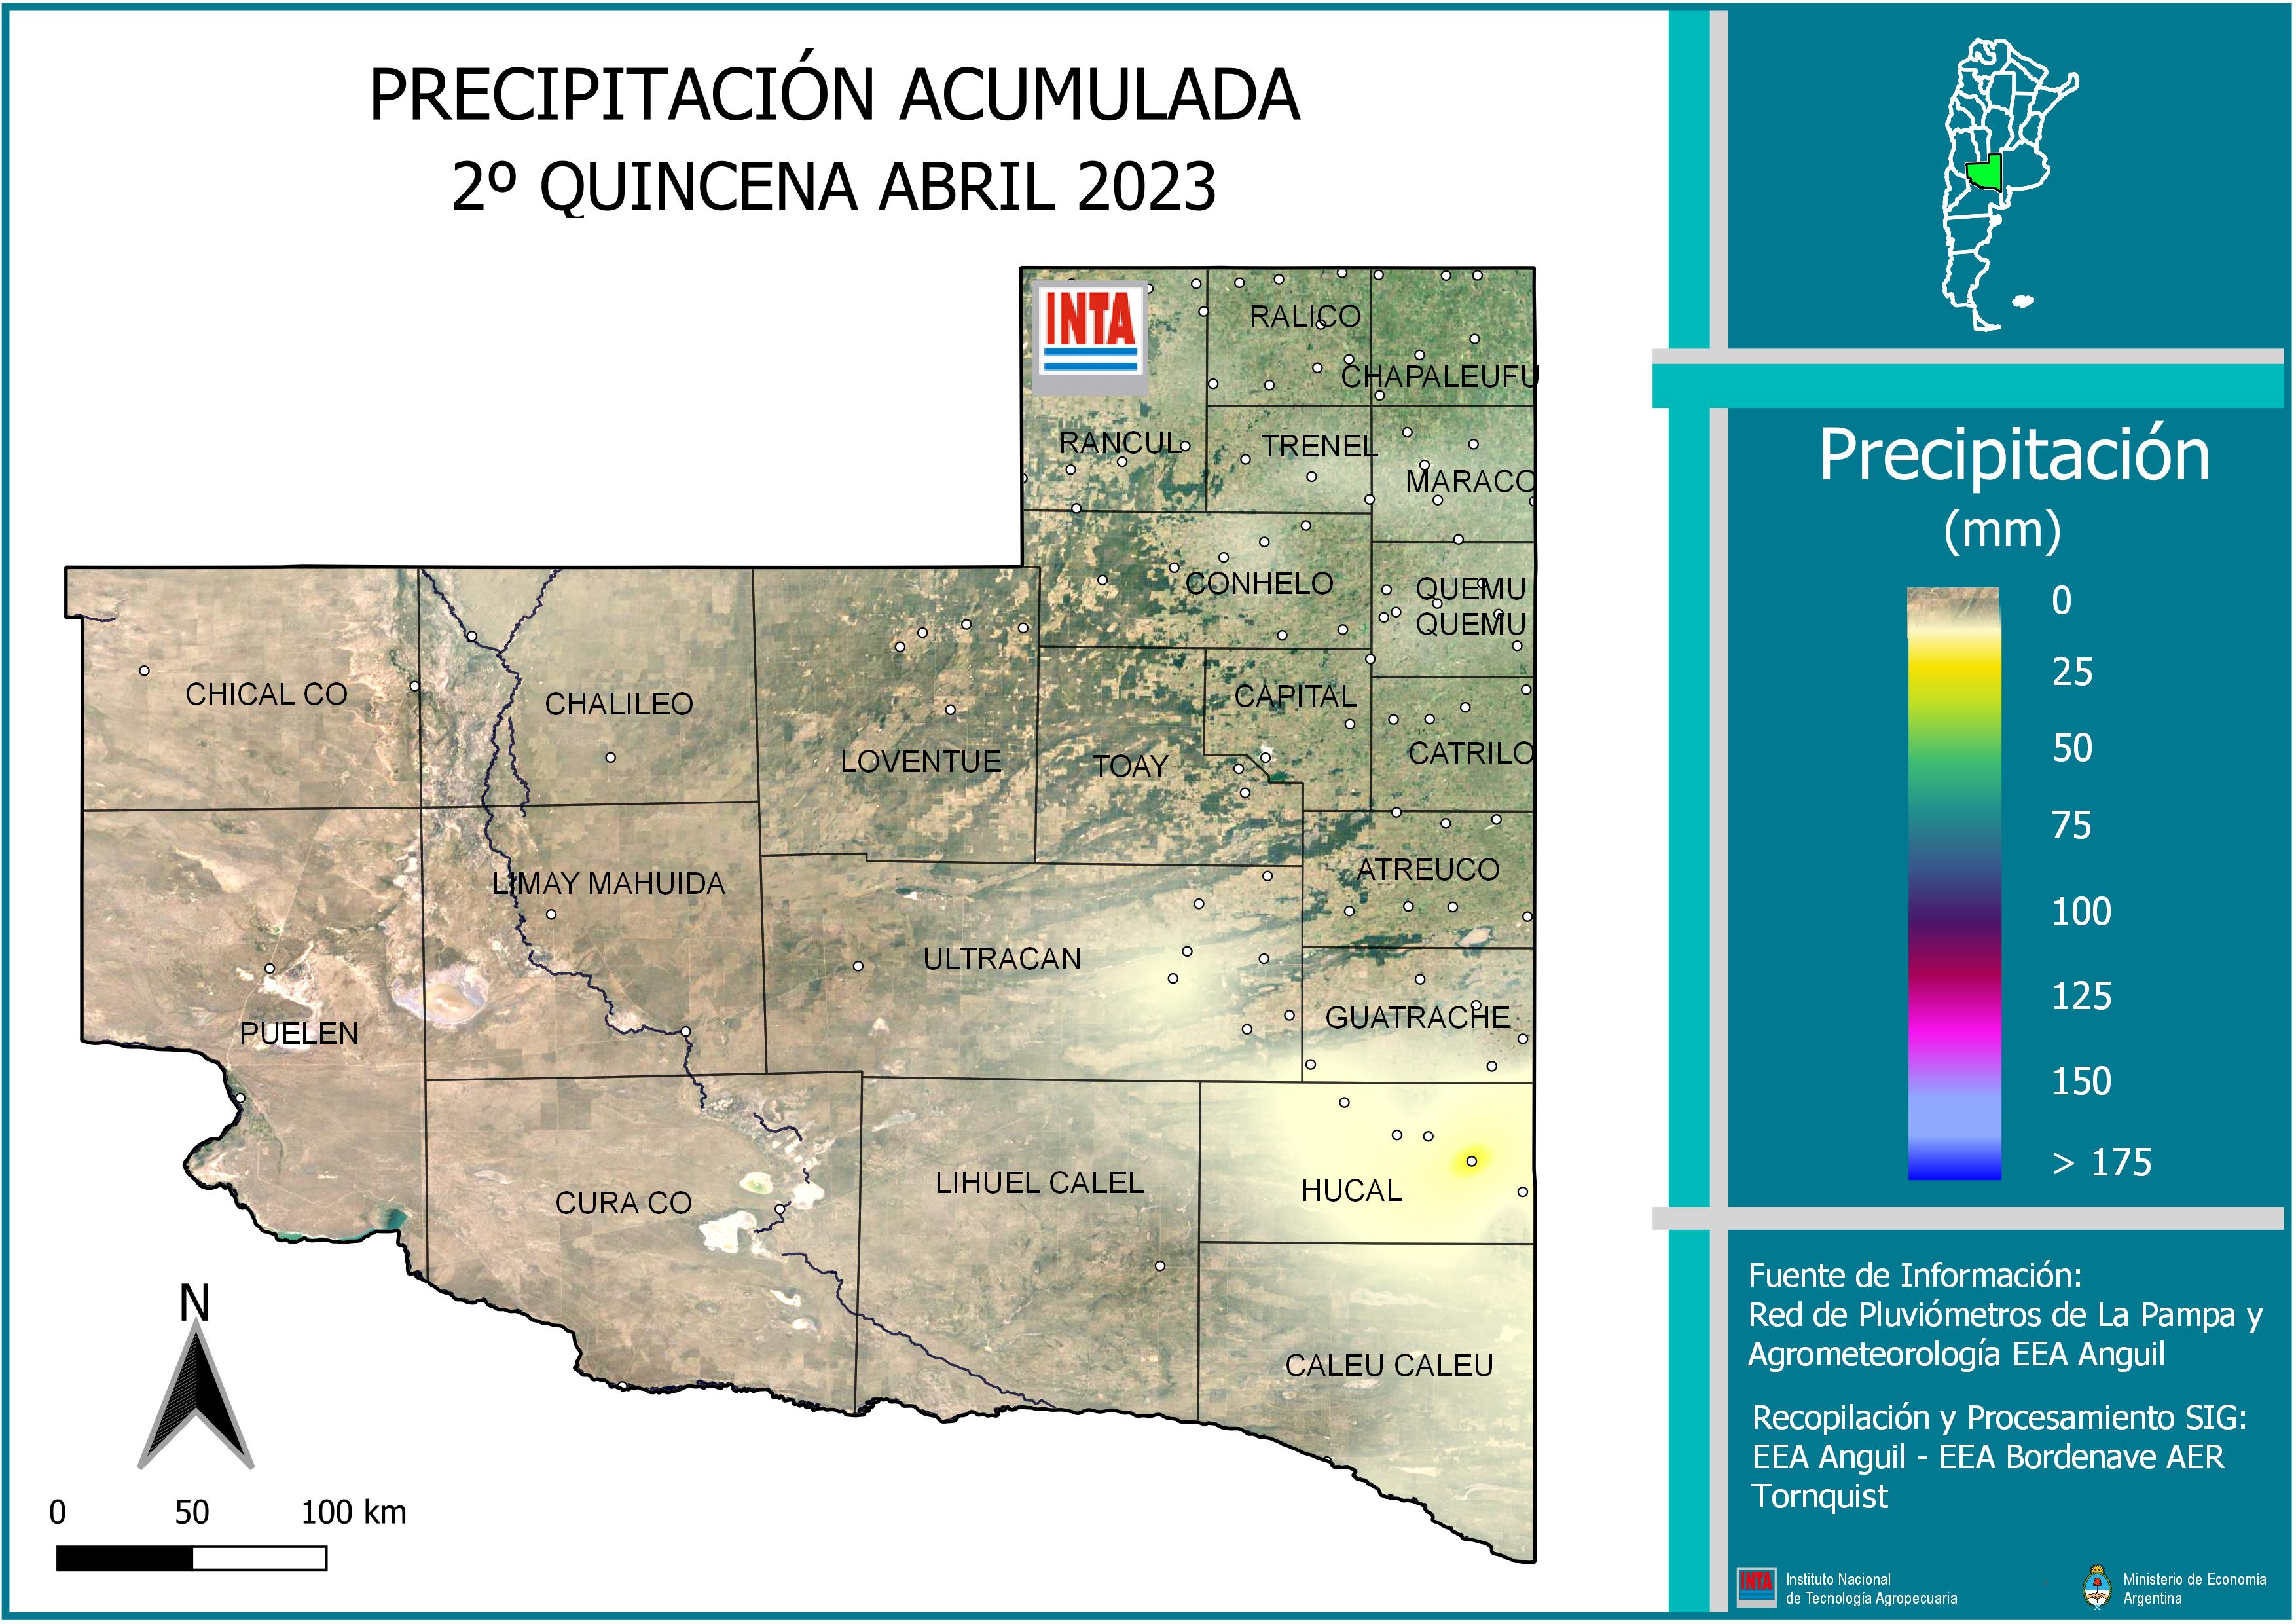 PRECIPITACIÓN ACUMULADA
2º QUINCENA ABRIL 2023
INTA
RALICO
CHAPALEUFU
RANCUL
TRENEL
MARACO
CONHELO
QUEMU
QUEMU
CHICAL CO
CHALILEO
CAPITAL
LOVENTUE
TOAY
CATRILO
LIMAY MAHUIDA
ATREUCO
ULTRACAN
PUELEN
GUATRACHE
CURA CO
LIHUEL CALEL
HUCAL
CALEU CALEU
N
0 50 100 km
Precipitación
(mm)
0
25
50
75
100
125
150
> 175
Fuente de Información:
Red de Pluviómetros de La Pampa y
Agrometeorología EEA Anguil
Recopilación y Procesamiento SIG:
EEA Anguil - EEA Bordenave AER
Tornquist
INTA
Instituto Nacional
de Tecnología Agropecuaria
Ministerio de Economía
Argentina